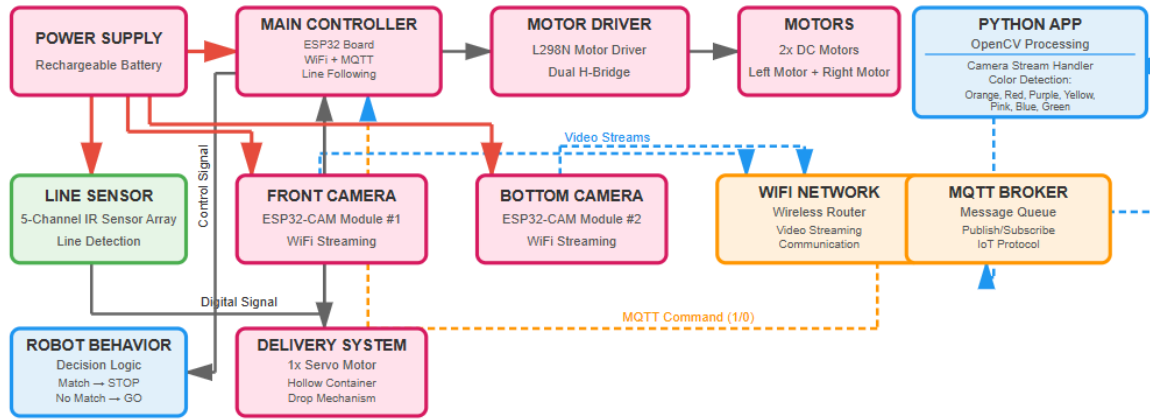 POWER SUPPLY
Rechargeable Battery
MAIN CONTROLLER
ESP32 Board
WiFi + MQTT
Line Following
MOTOR DRIVER
L298N Motor Driver
Dual H-Bridge
MOTORS
2x DC Motors
Left Motor + Right Motor
PYTHON APP
OpenCV Processing
Camera Stream Handler
Color Detection:
Orange, Red, Purple, Yellow,
Pink, Blue, Green
Control Signal
Video Streams
LINE SENSOR
5-Channel IR Sensor Array
Line Detection
FRONT CAMERA
ESP32-CAM Module #1
WiFi Streaming
BOTTOM CAMERA
ESP32-CAM Module #2
WiFi Streaming
WIFI NETWORK
Wireless Router
Video Streaming
Communication
MQTT BROKER
Message Queue
Publish/Subscribe
IoT Protocol
Digital Signal
MQTT Command (1/0)
ROBOT BEHAVIOR
Decision Logic
Match → STOP
No Match → GO
DELIVERY SYSTEM
1x Servo Motor
Hollow Container
Drop Mechanism